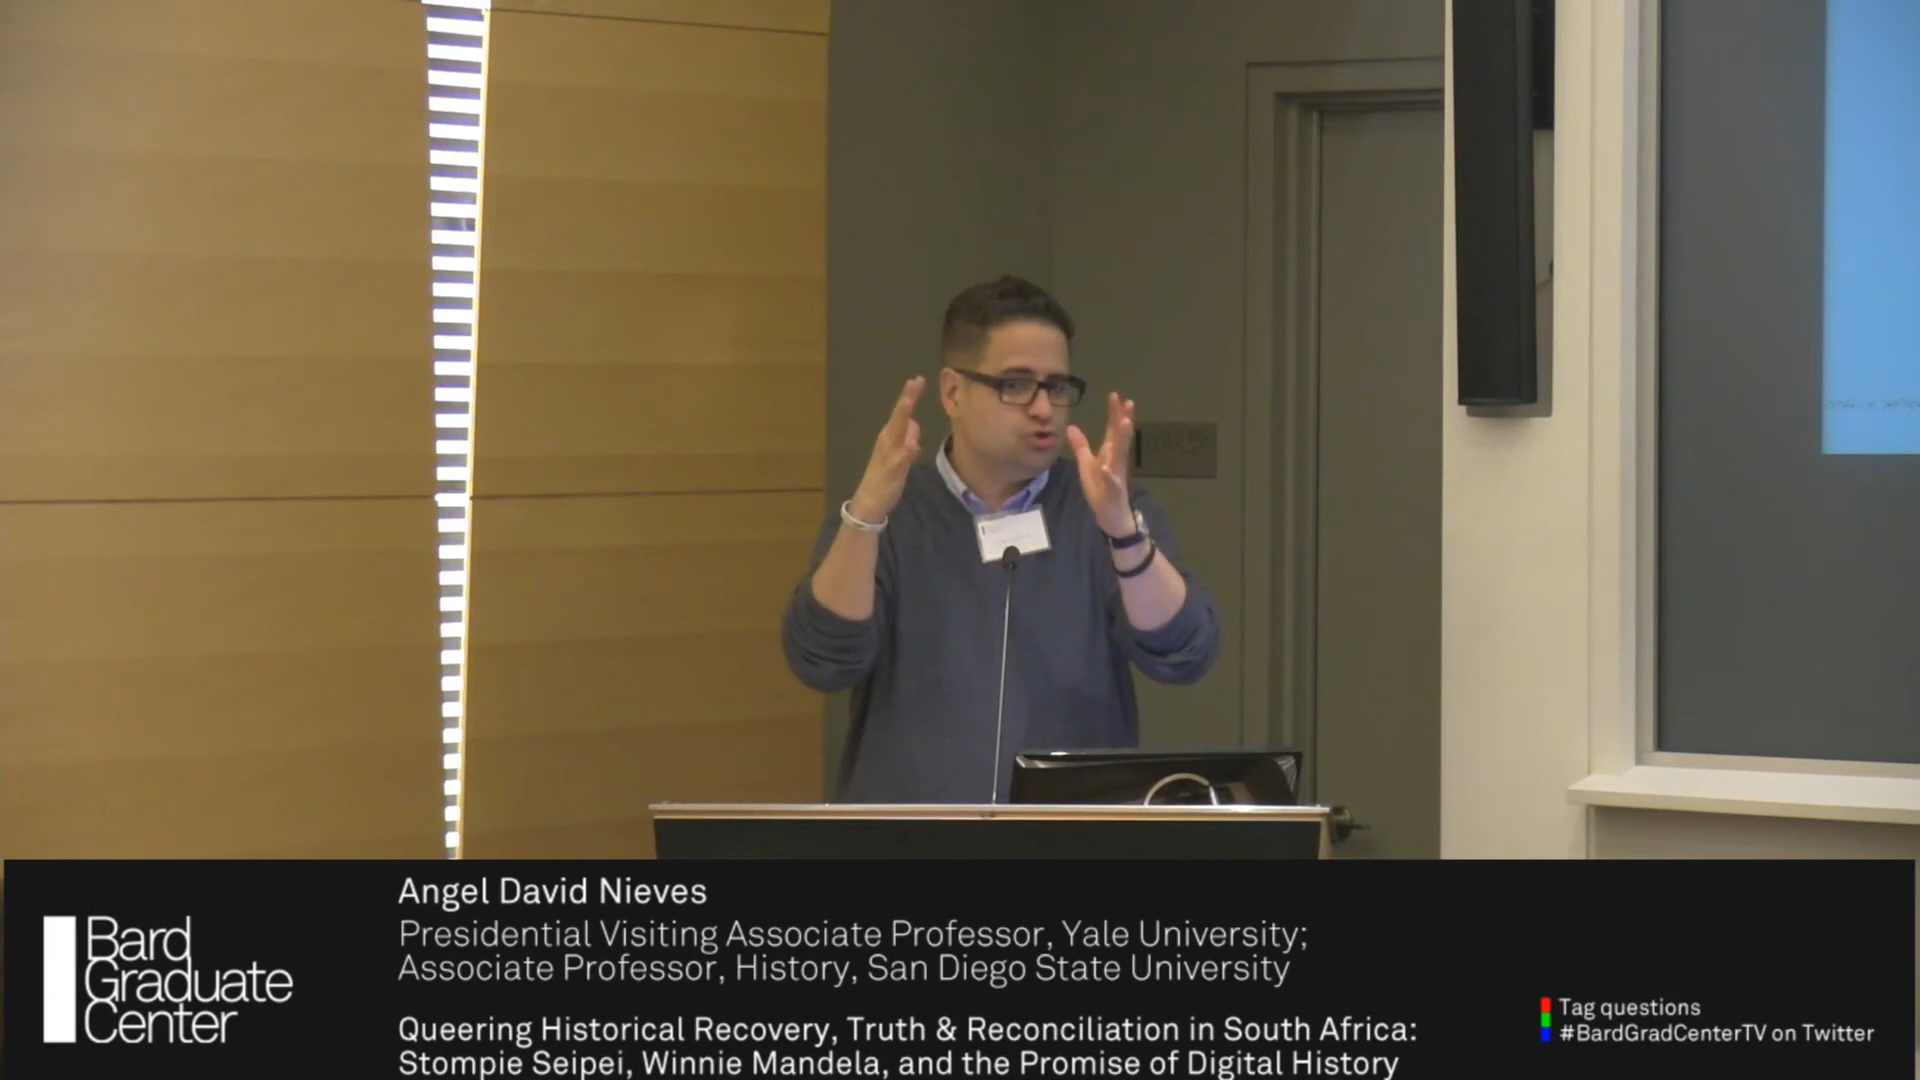 Angel David Nieves
Presidential Visiting Associate Professor, Yale University;
Associate Professor, History, San Diego State University
Bard
Graduate
Center
Queering Historical Recovery, Truth & Reconciliation in South Africa:
Stompie Seipei, Winnie Mandela, and the Promise of Digital History
Tag questions
#BardGradCenterTV on Twitter